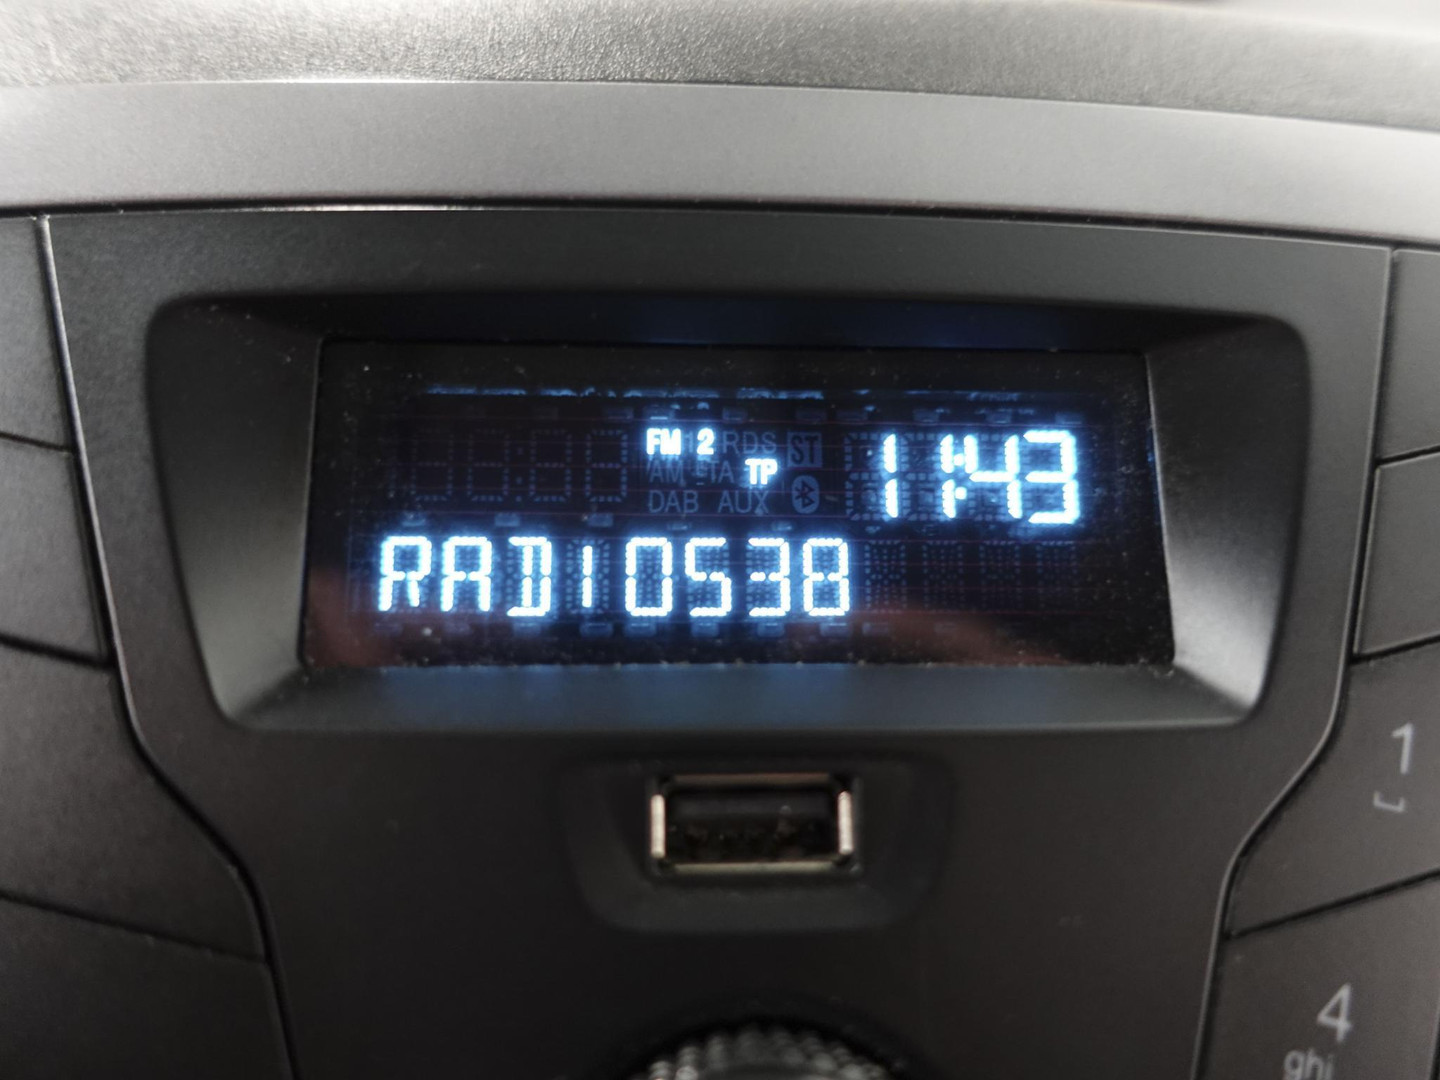 FM 2 RDS ST 11:43
AM TA TP
DAB AUX
RADIO538
1
4
ghi